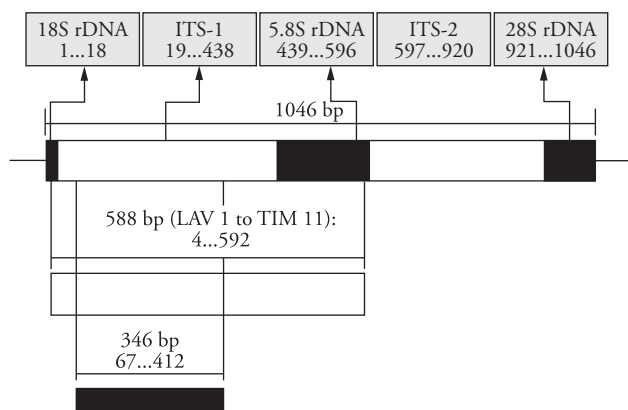 18S rDNA
1...18
ITS-1
19...438
5.8S rDNA
439...596
ITS-2
597...920
28S rDNA
921...1046
1046 bp
588 bp (LAV 1 to TIM 11):
4...592
346 bp
67...412